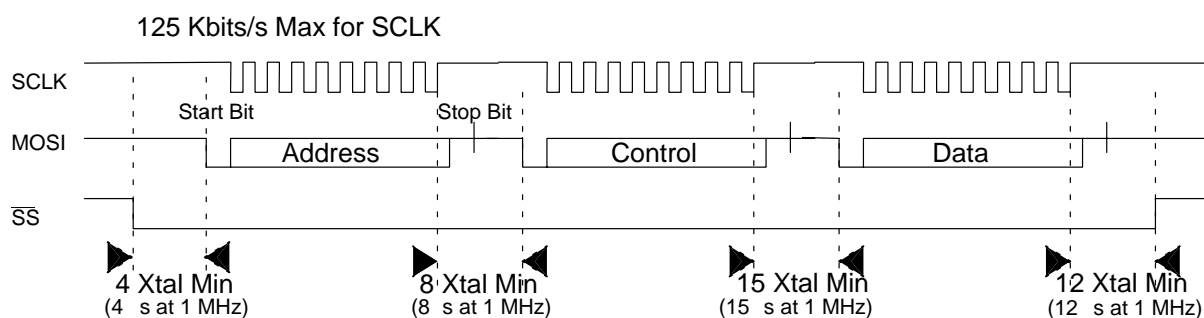 125 Kbits/s Max for SCLK
SCLK
Start Bit
Stop Bit
MOSI
Address
Control
Data
SS
4 Xtal Min
8 Xtal Min
15 Xtal Min
12 Xtal Min
(4 s at 1 MHz)
(8 s at 1 MHz)
(15 s at 1 MHz)
(12 s at 1 MHz)